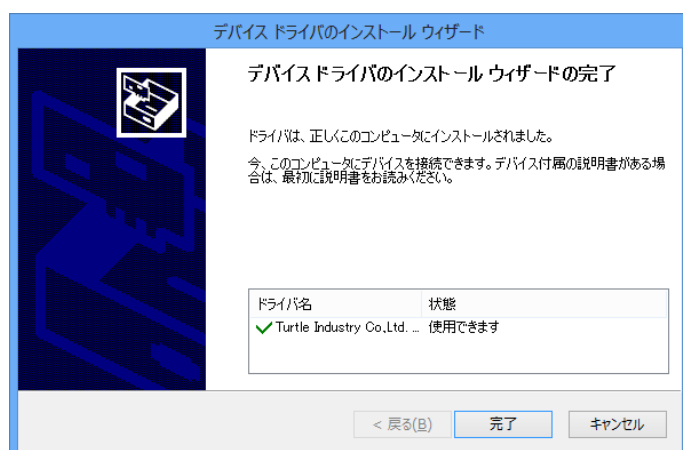 デバイス ドライバのインストール ウィザード
デバイス ドライバのインストール ウィザードの完了
ドライバは、正しくこのコンピュータにインストールされました。
今、このコンピュータにデバイスを接続できます。デバイス付属の説明書がある場
合は、最初に説明書をお読みください。
ドライバ名 状態
Turtle Industry Co,Ltd. ... 使用できます
< 戻る(B) 完了 キャンセル